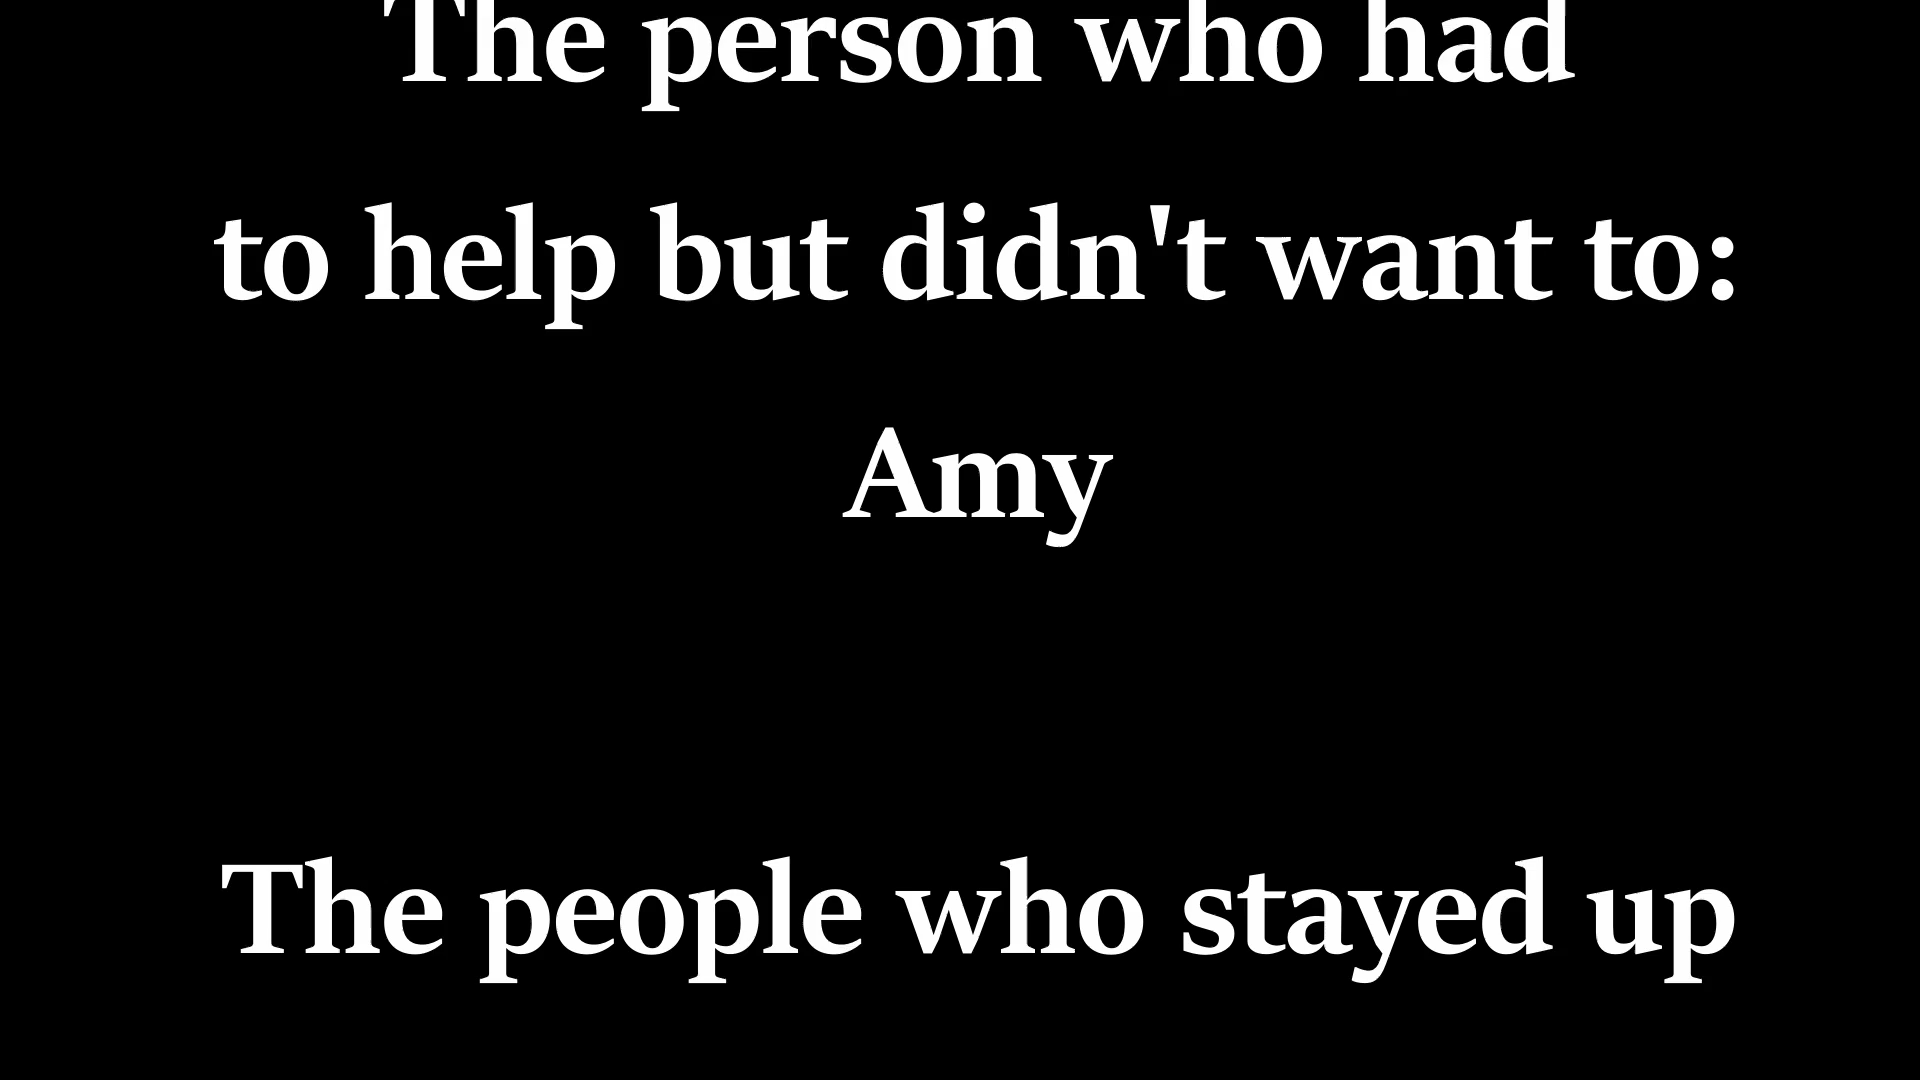 The person who had
to help but didn't want to:
Amy
The people who stayed up